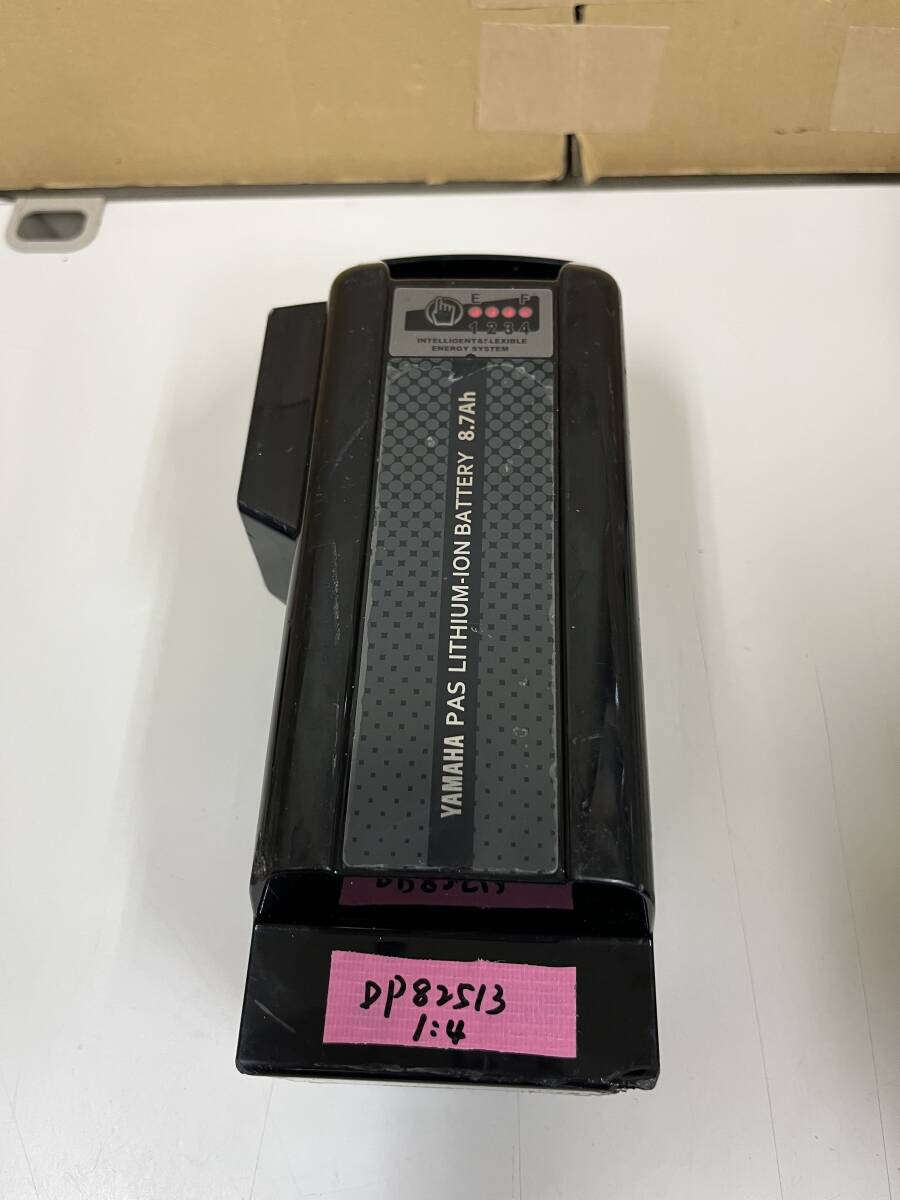 E F
1 2 3 4
INTELLIGENT&FLEXIBLE
ENERGY SYSTEM
YAMAHA PAS LITHIUM-ION BATTERY 8.7Ah
DP82513
1:4